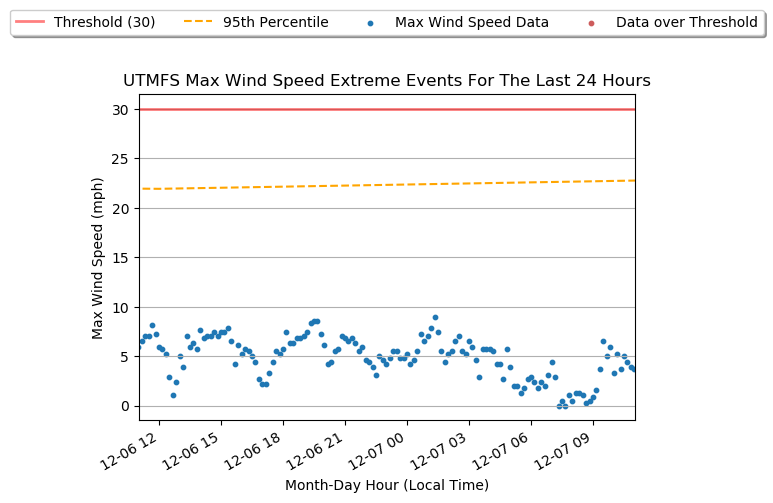 Threshold (30) 95th Percentile Max Wind Speed Data Data over Threshold
UTMFS Max Wind Speed Extreme Events For The Last 24 Hours
30
25
20
15
10
5
0
Max Wind Speed (mph)
12-06 12 12-06 15 12-06 18 12-06 21 12-07 00 12-07 03 12-07 06 12-07 09
Month-Day Hour (Local Time)